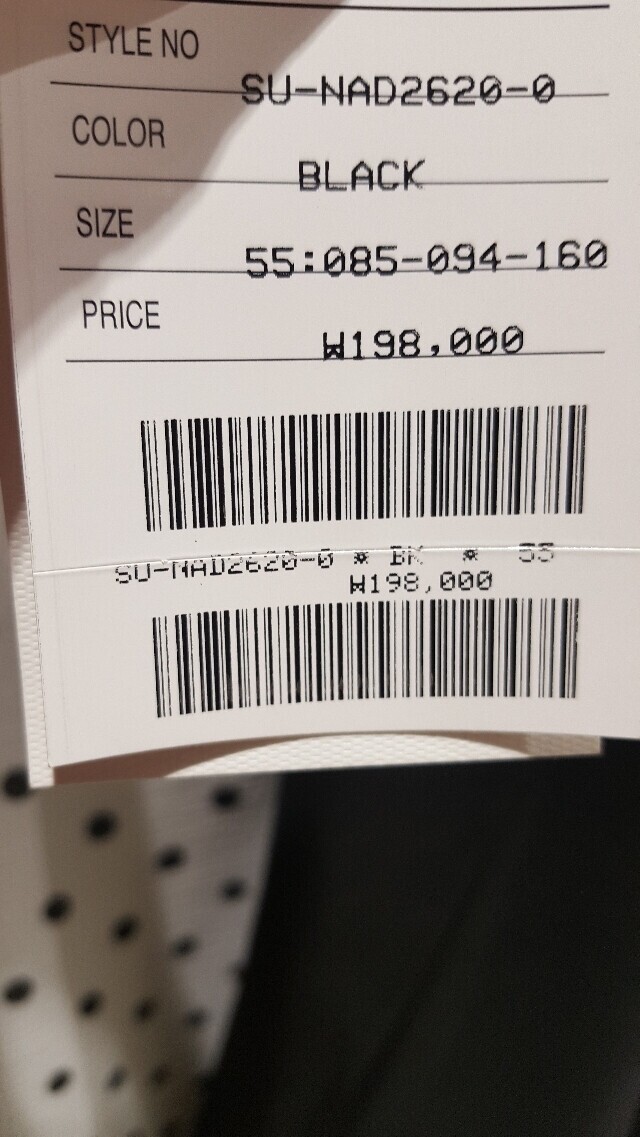 STYLE NO
SU-NAD2620-0
COLOR
BLACK
SIZE
55:085-094-160
PRICE
₩198,000
SU-NAD2620-0 * BK * 55
₩198,000